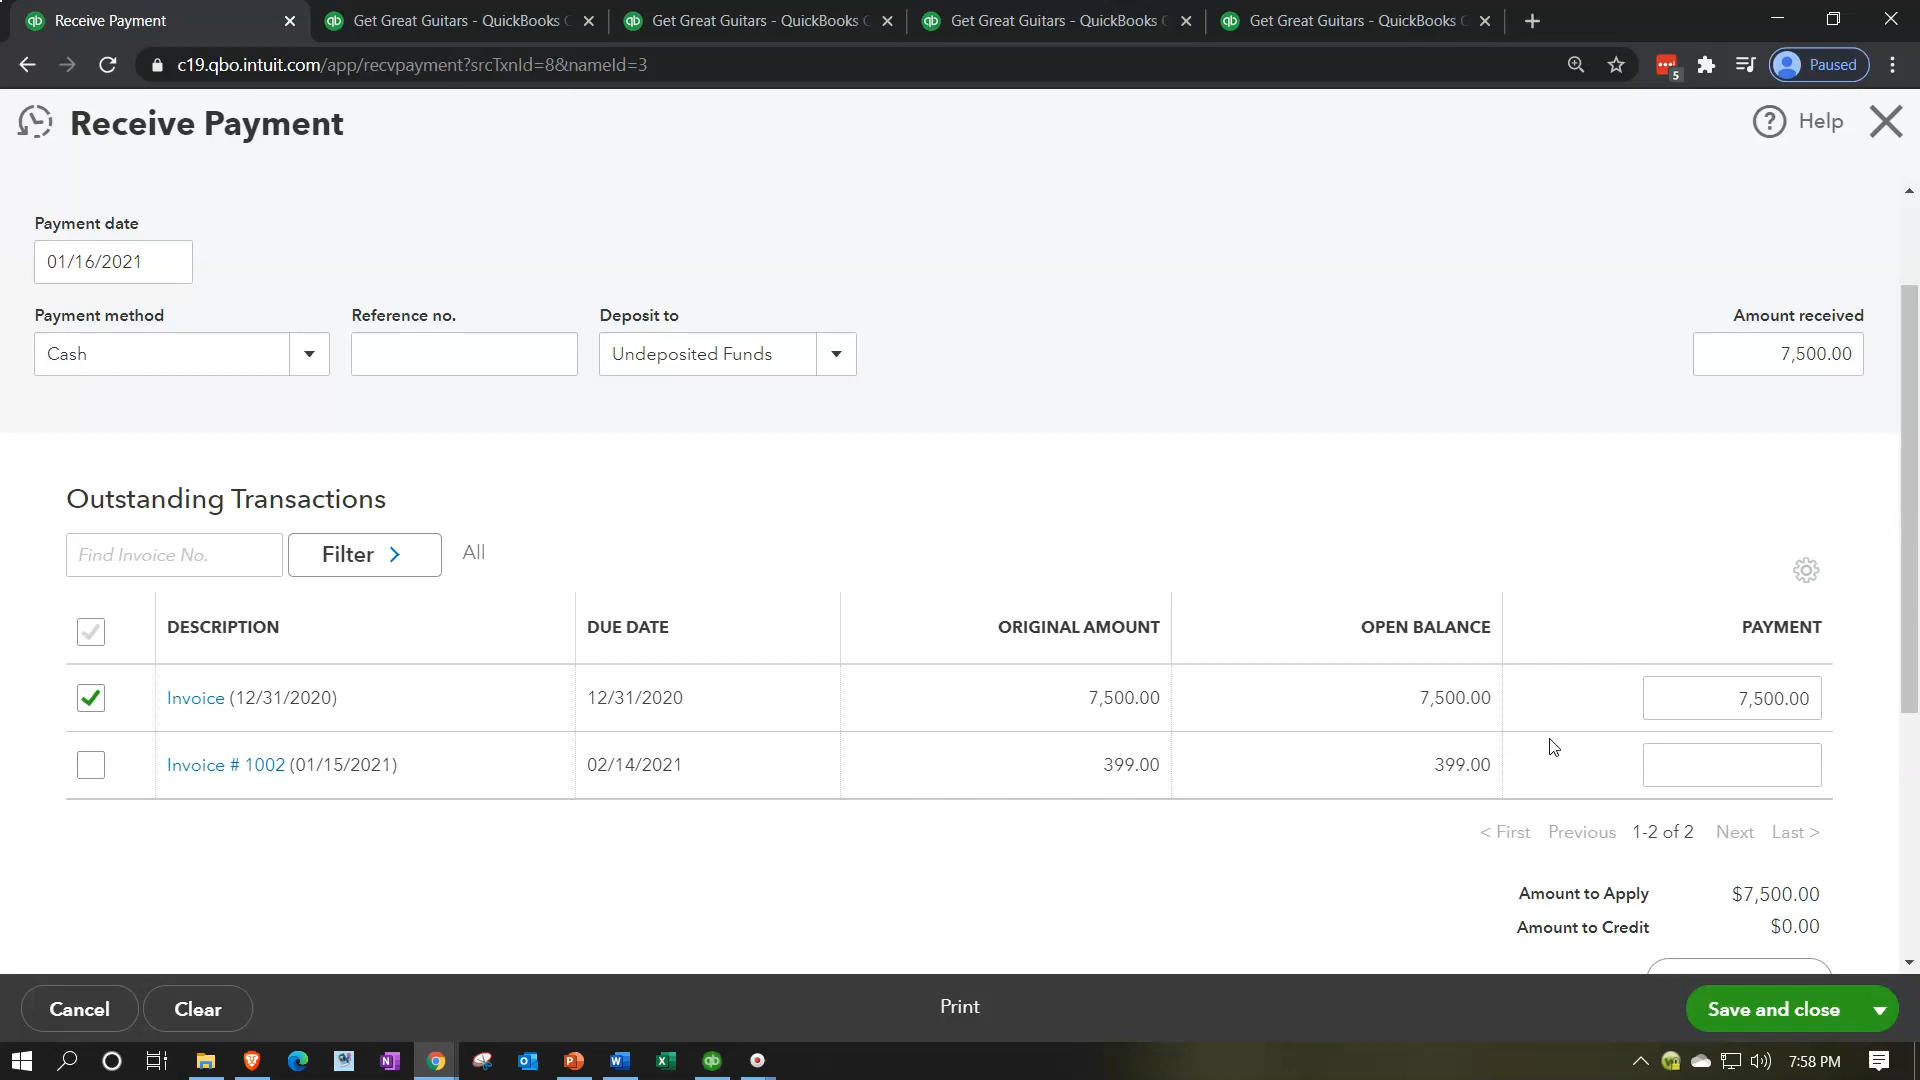 Receive Payment
Get Great Guitars - QuickBooks
Get Great Guitars - QuickBooks
Get Great Guitars - QuickBooks
Get Great Guitars - QuickBooks
c19.qbo.intuit.com/app/recvpayment?srcTxnId=8&nameId=3
5
Paused
Receive Payment
? Help
Payment date
01/16/2021
Payment method
Reference no.
Deposit to
Amount received
Cash
Undeposited Funds
7,500.00
Outstanding Transactions
Find Invoice No.
Filter >
All
DESCRIPTION
DUE DATE
ORIGINAL AMOUNT
OPEN BALANCE
PAYMENT
Invoice (12/31/2020)
12/31/2020
7,500.00
7,500.00
7,500.00
Invoice # 1002 (01/15/2021)
02/14/2021
399.00
399.00
< First Previous 1-2 of 2 Next Last >
Amount to Apply $7,500.00
Amount to Credit $0.00
Cancel
Clear
Print
Save and close
7:58 PM